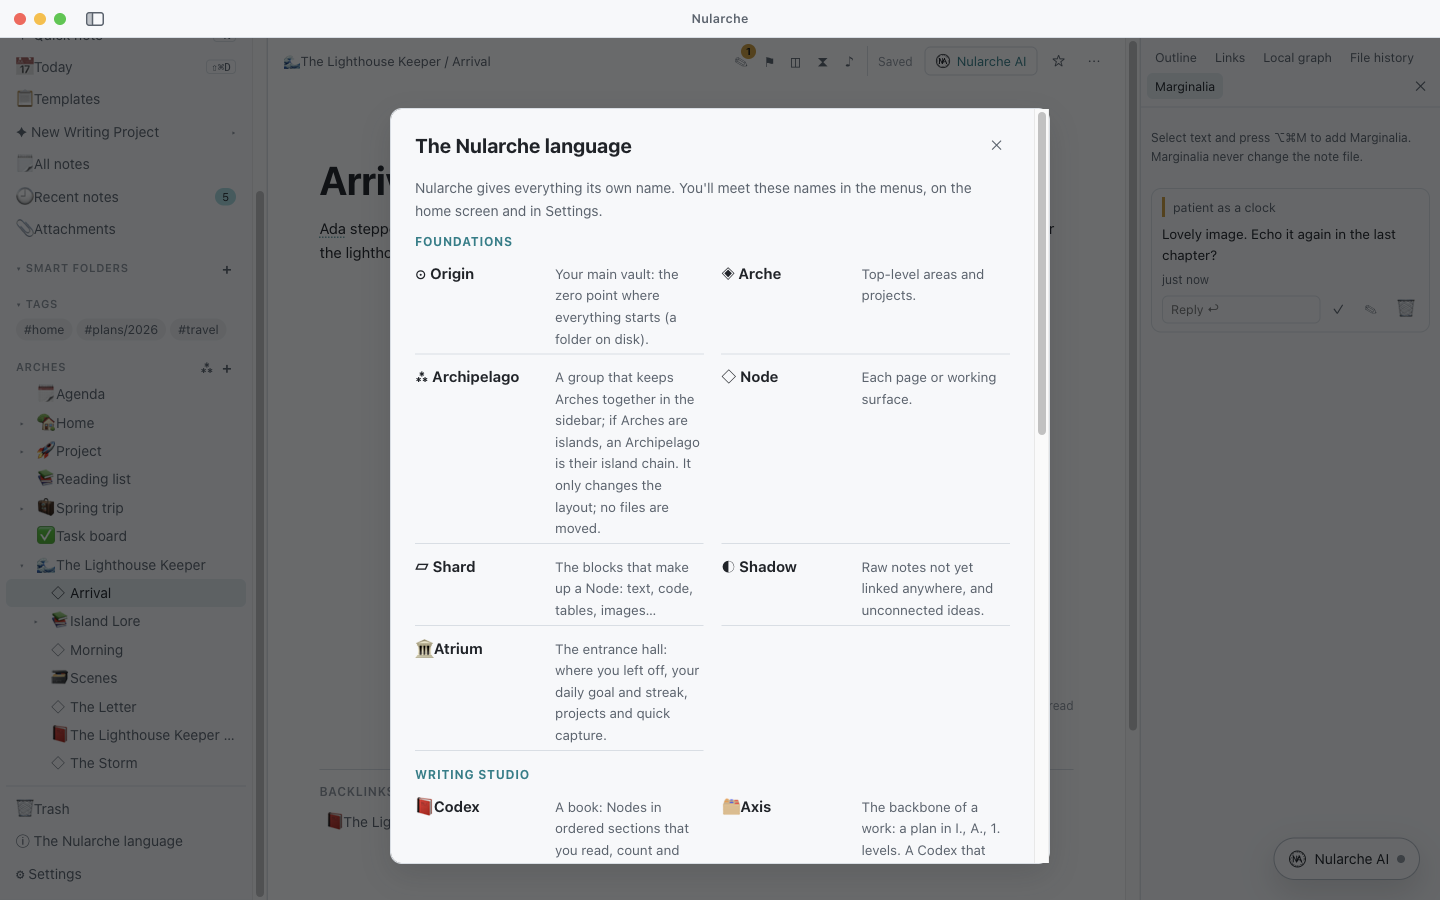 Nularche
Quick note
Today
⇧⌘D
Templates
New Writing Project
All notes
Recent notes
5
Attachments
SMART FOLDERS
TAGS
#home
#plans/2026
#travel
ARCHES
Agenda
Home
Project
Reading list
Spring trip
Task board
The Lighthouse Keeper
Arrival
Island Lore
Morning
Scenes
The Letter
The Lighthouse Keeper ...
The Storm
Trash
The Nularche language
Settings
The Lighthouse Keeper / Arrival
1
Saved
Nularche AI
Ada
the
BACKLINKS
read
The Nularche language
Nularche gives everything its own name. You'll meet these names in the menus, on the
home screen and in Settings.
FOUNDATIONS
Origin
Your main vault: the
zero point where
everything starts (a
folder on disk).
Arche
Top-level areas and
projects.
Archipelago
A group that keeps
Arches together in the
sidebar; if Arches are
islands, an Archipelago
is their island chain. It
only changes the
layout; no files are
moved.
Node
Each page or working
surface.
Shard
The blocks that make
up a Node: text, code,
tables, images...
Shadow
Raw notes not yet
linked anywhere, and
unconnected ideas.
Atrium
The entrance hall:
where you left off, your
daily goal and streak,
projects and quick
capture.
WRITING STUDIO
Codex
A book: Nodes in
ordered sections that
you read, count and
Axis
The backbone of a
work: a plan in I., A., 1.
levels. A Codex that
Outline
Links
Local graph
File history
Marginalia
Select text and press ⌥⌘M to add Marginalia.
Marginalia never change the note file.
patient as a clock
Lovely image. Echo it again in the last
chapter?
just now
Reply ↩
Nularche AI